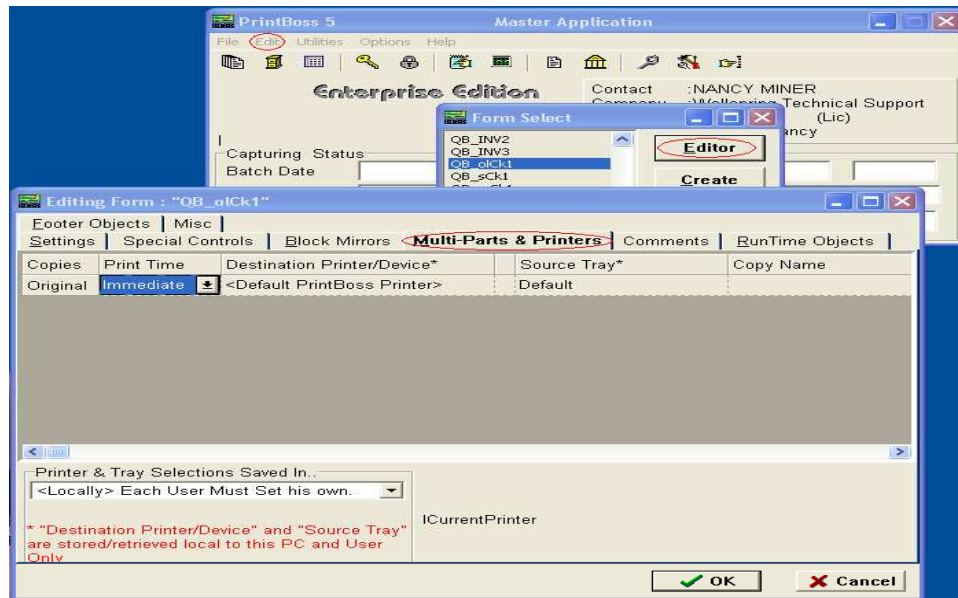 PrintBoss 5 Master Application
File Edit Utilities Options Help
Enterprise Edition
Contact :NANCY MINER
Company Technical Support
(Lic)
Form Select
QB_INV2
QB_INV3
QB_olCk1
QB_sCk1
Editor
Create
Capturing Status
Batch Date
Editing Form : "QB_olCk1"
Footer Objects Misc
Settings Special Controls Block Mirrors Multi-Parts & Printers Comments RunTime Objects
Copies Print Time Destination Printer/Device* Source Tray* Copy Name
Original Immediate <Default PrintBoss Printer> Default
Printer & Tray Selections Saved In..
<Locally> Each User Must Set his own.
* "Destination Printer/Device" and "Source Tray"
are stored/retrieved local to this PC and User
Only
lCurrentPrinter
OK Cancel